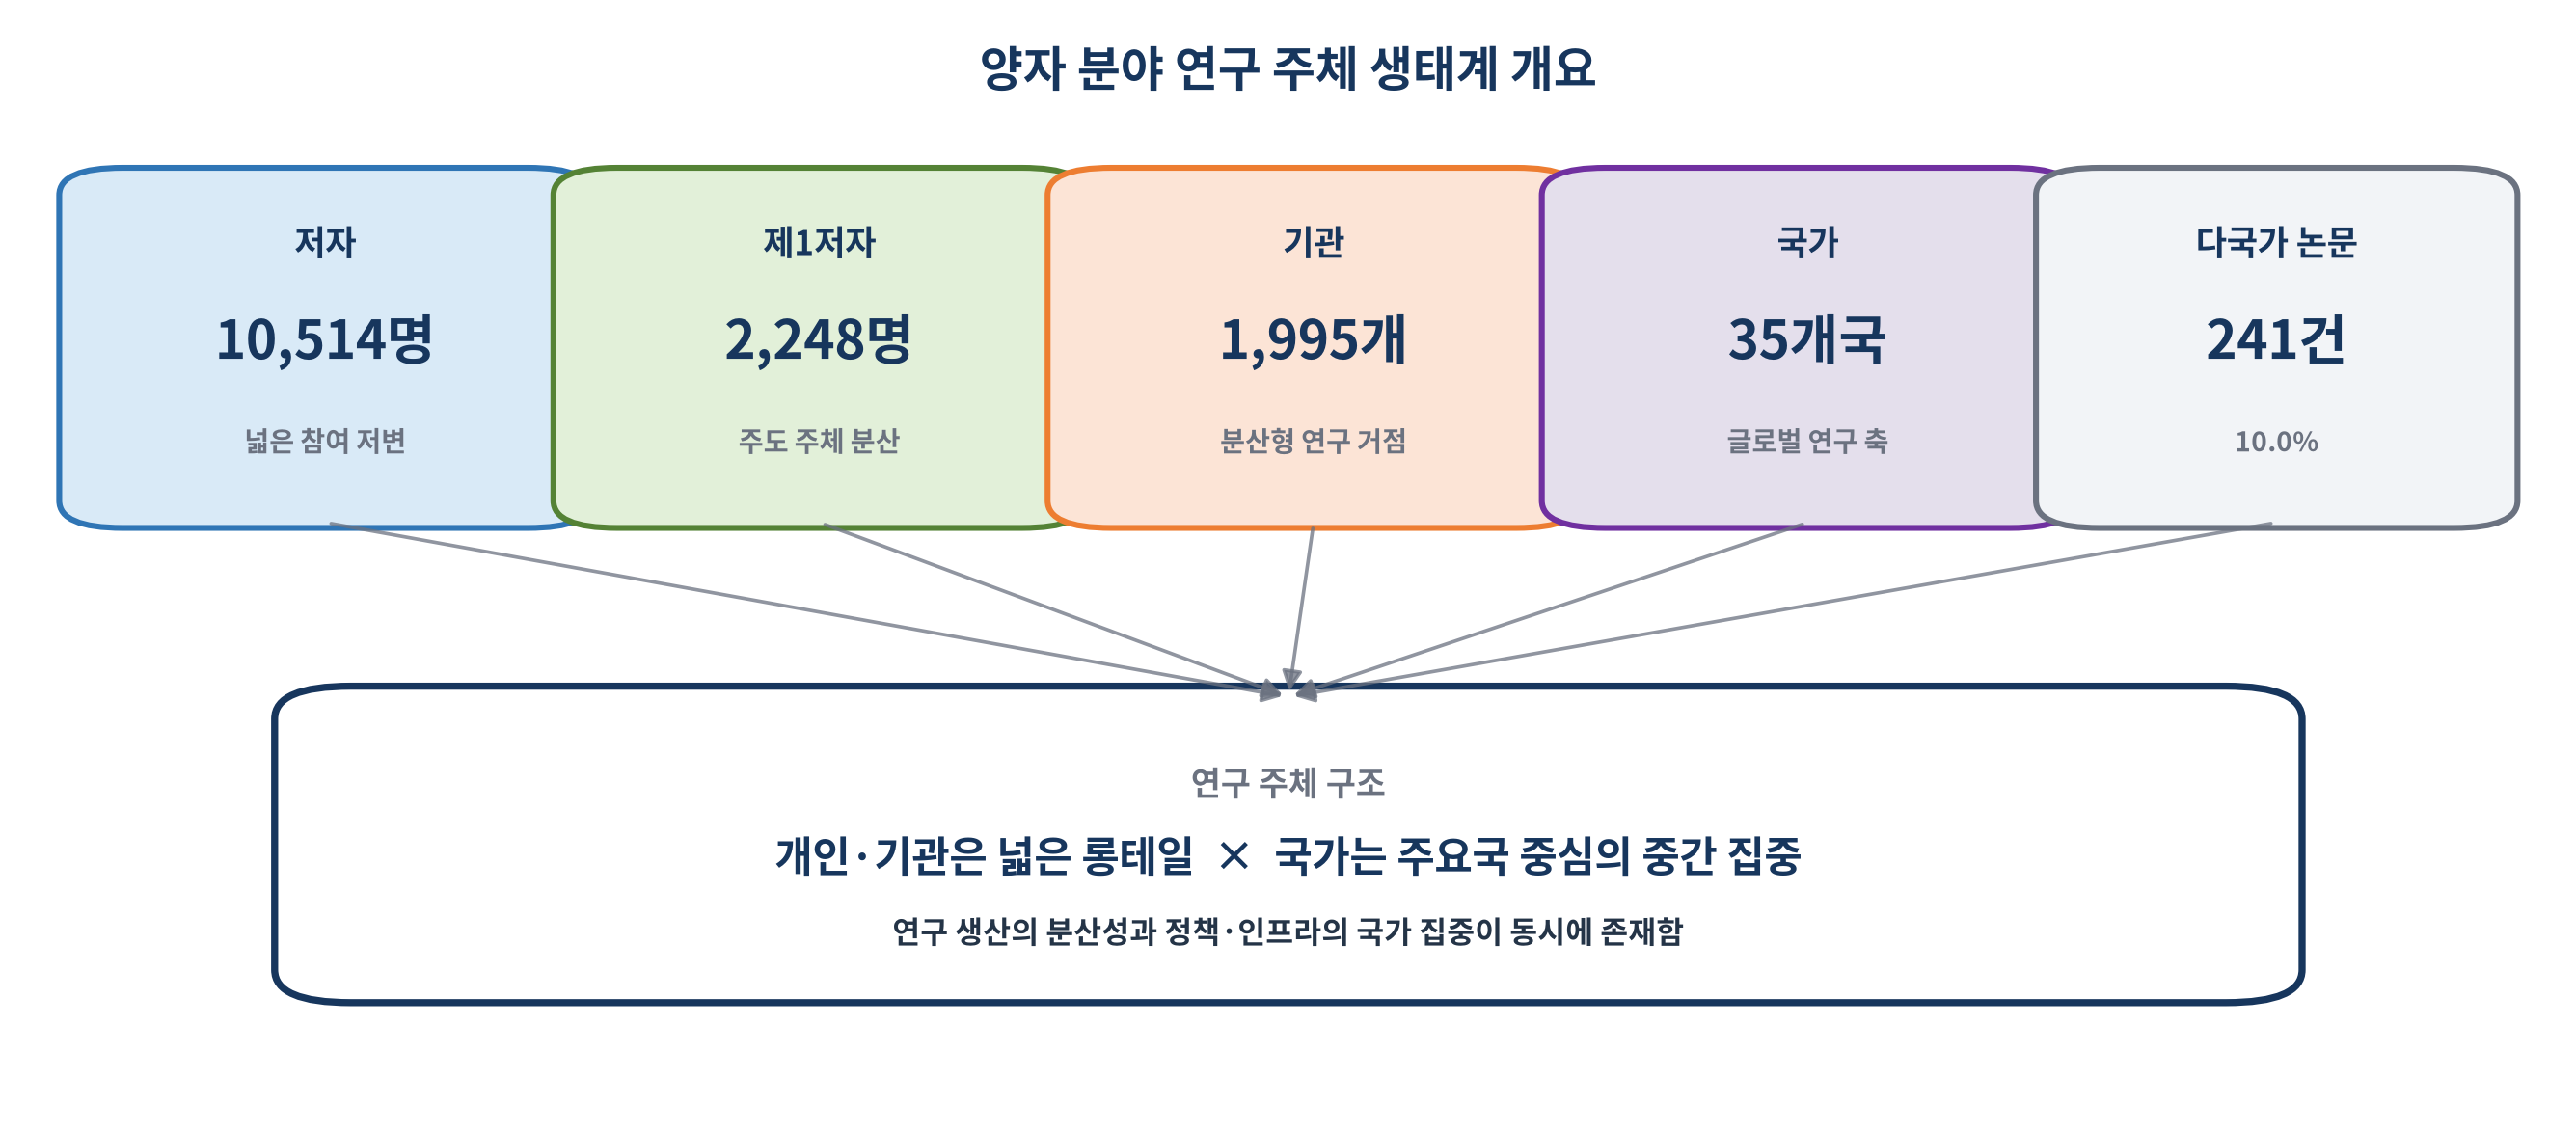 양자 분야 연구 주체 생태계 개요
저자
10,514명
넓은 참여 저변
제1저자
2,248명
주도 주체 분산
기관
1,995개
분산형 연구 거점
국가
35개국
글로벌 연구 축
다국가 논문
241건
10.0%
연구 주체 구조
개인·기관은 넓은 롱테일 × 국가는 주요국 중심의 중간 집중
연구 생산의 분산성과 정책·인프라의 국가 집중이 동시에 존재함